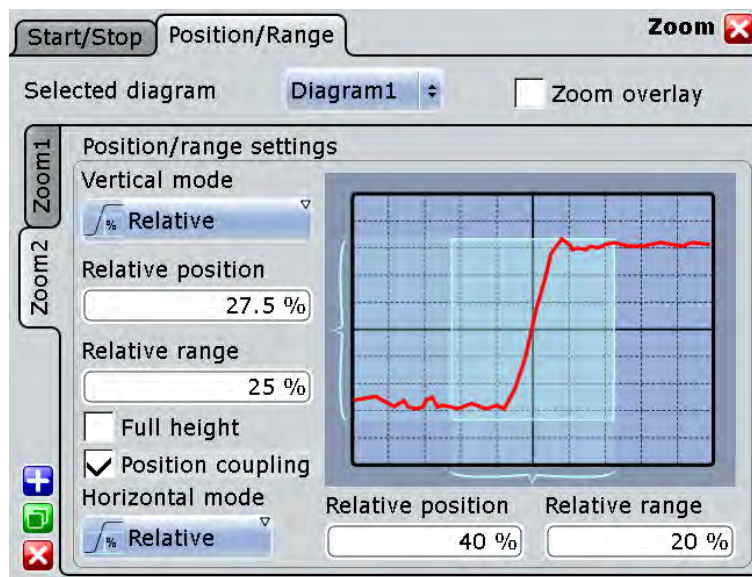 Start/Stop
Position/Range
Zoom
Selected diagram
Diagram1
Zoom overlay
Zoom1
Zoom2
Position/range settings
Vertical mode
% Relative
Relative position
27.5 %
Relative range
25 %
Full height
Position coupling
Horizontal mode
% Relative
Relative position
40 %
Relative range
20 %